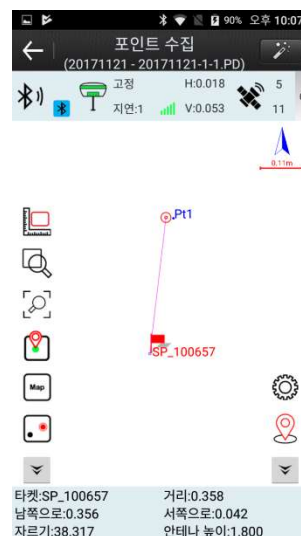 90% 오후 10:07
포인트 수집
(20171121 - 20171121-1-1.PD)
고정 H:0.018 5
지연:1 V:0.053 11
0.11m
Pt1
SP_100657
Map
타켓:SP_100657 거리:0.358
남쪽으로:0.356 서쪽으로:0.042
자르기:38.317 안테나 높이:1.800